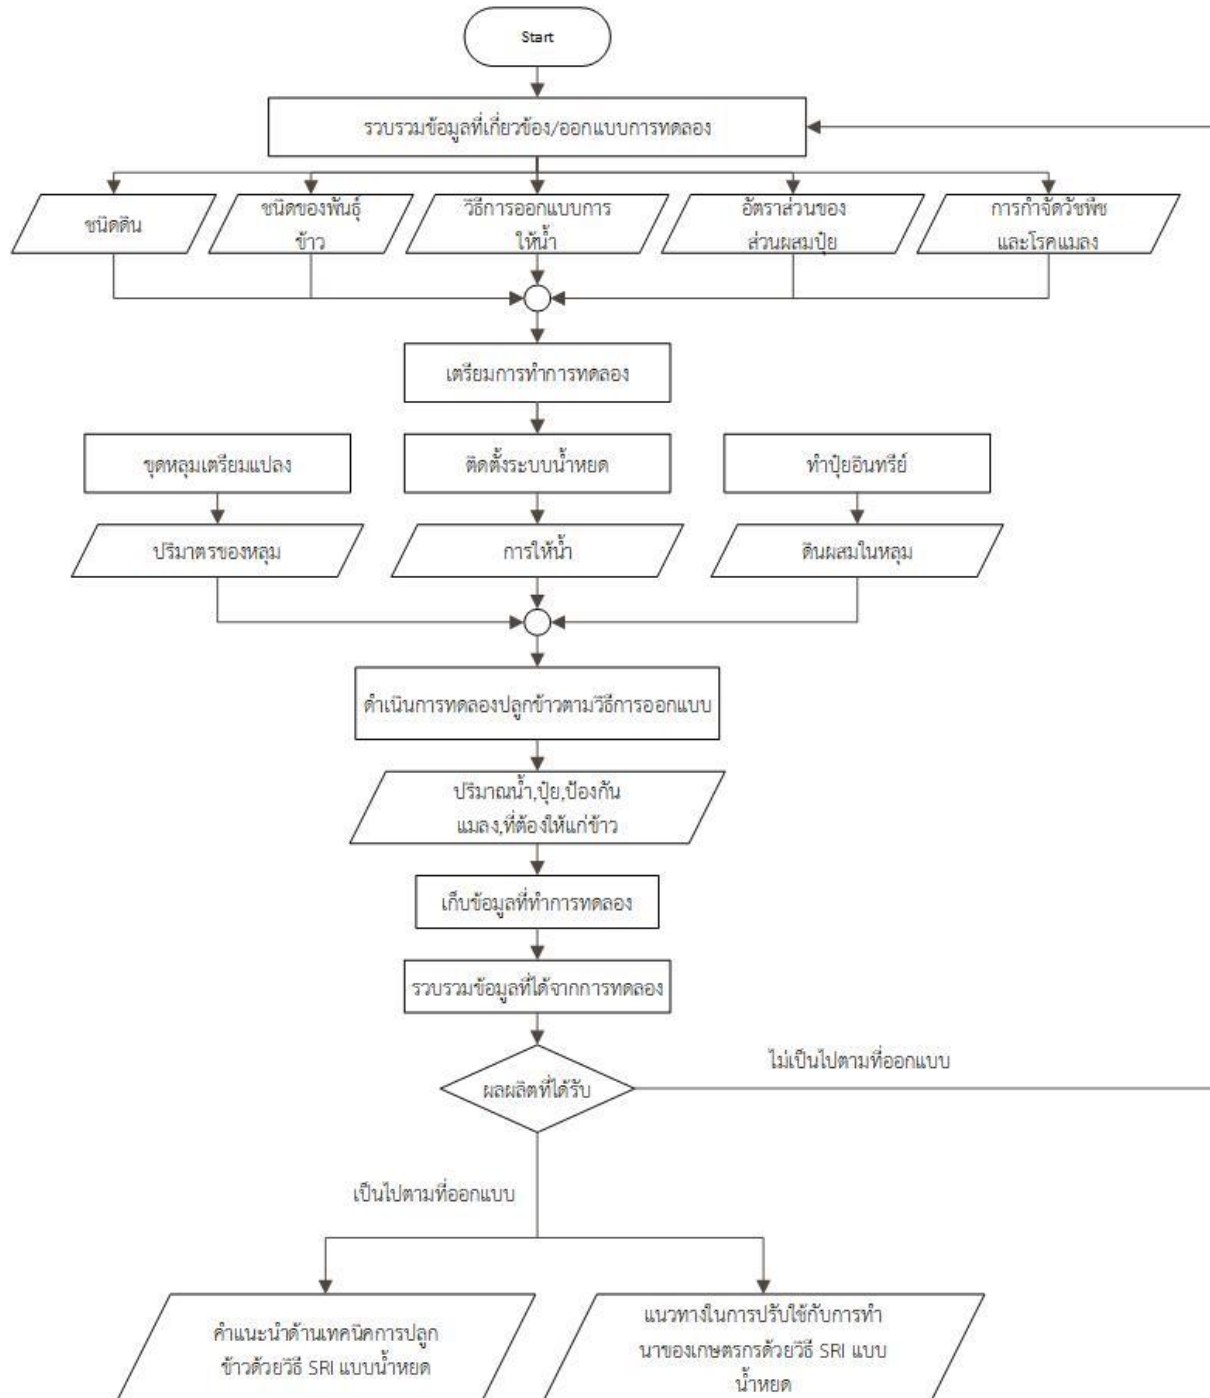 Start
รวบรวมข้อมูลที่เกี่ยวข้อง/ออกแบบการทดลอง
ชนิดดิน
ชนิดของพันธุ์
ข้าว
วิธีการออกแบบการ
ให้น้ำ
อัตราส่วนของ
ส่วนผสมปุ๋ย
การกำจัดวัชพืช
และโรคแมลง
เตรียมการทำการทดลอง
ขุดหลุมเตรียมแปลง
ติดตั้งระบบน้ำหยด
ทำปุ๋ยอินทรีย์
ปริมาตรของหลุม
การให้น้ำ
ดินผสมในหลุม
ดำเนินการทดลองปลูกข้าวตามวิธีการออกแบบ
ปริมาณน้ำ,ปุ๋ย,ป้องกัน
แมลง,ที่ต้องให้แก่ข้าว
เก็บข้อมูลที่ทำการทดลอง
รวบรวมข้อมูลที่ได้จากการทดลอง
ไม่เป็นไปตามที่ออกแบบ
ผลผลิตที่ได้รับ
เป็นไปตามที่ออกแบบ
คำแนะนำด้านเทคนิคการปลูก
ข้าวด้วยวิธี SRI แบบน้ำหยด
แนวทางในการปรับใช้กับการทำ
นาของเกษตรกรด้วยวิธี SRI แบบ
น้ำหยด